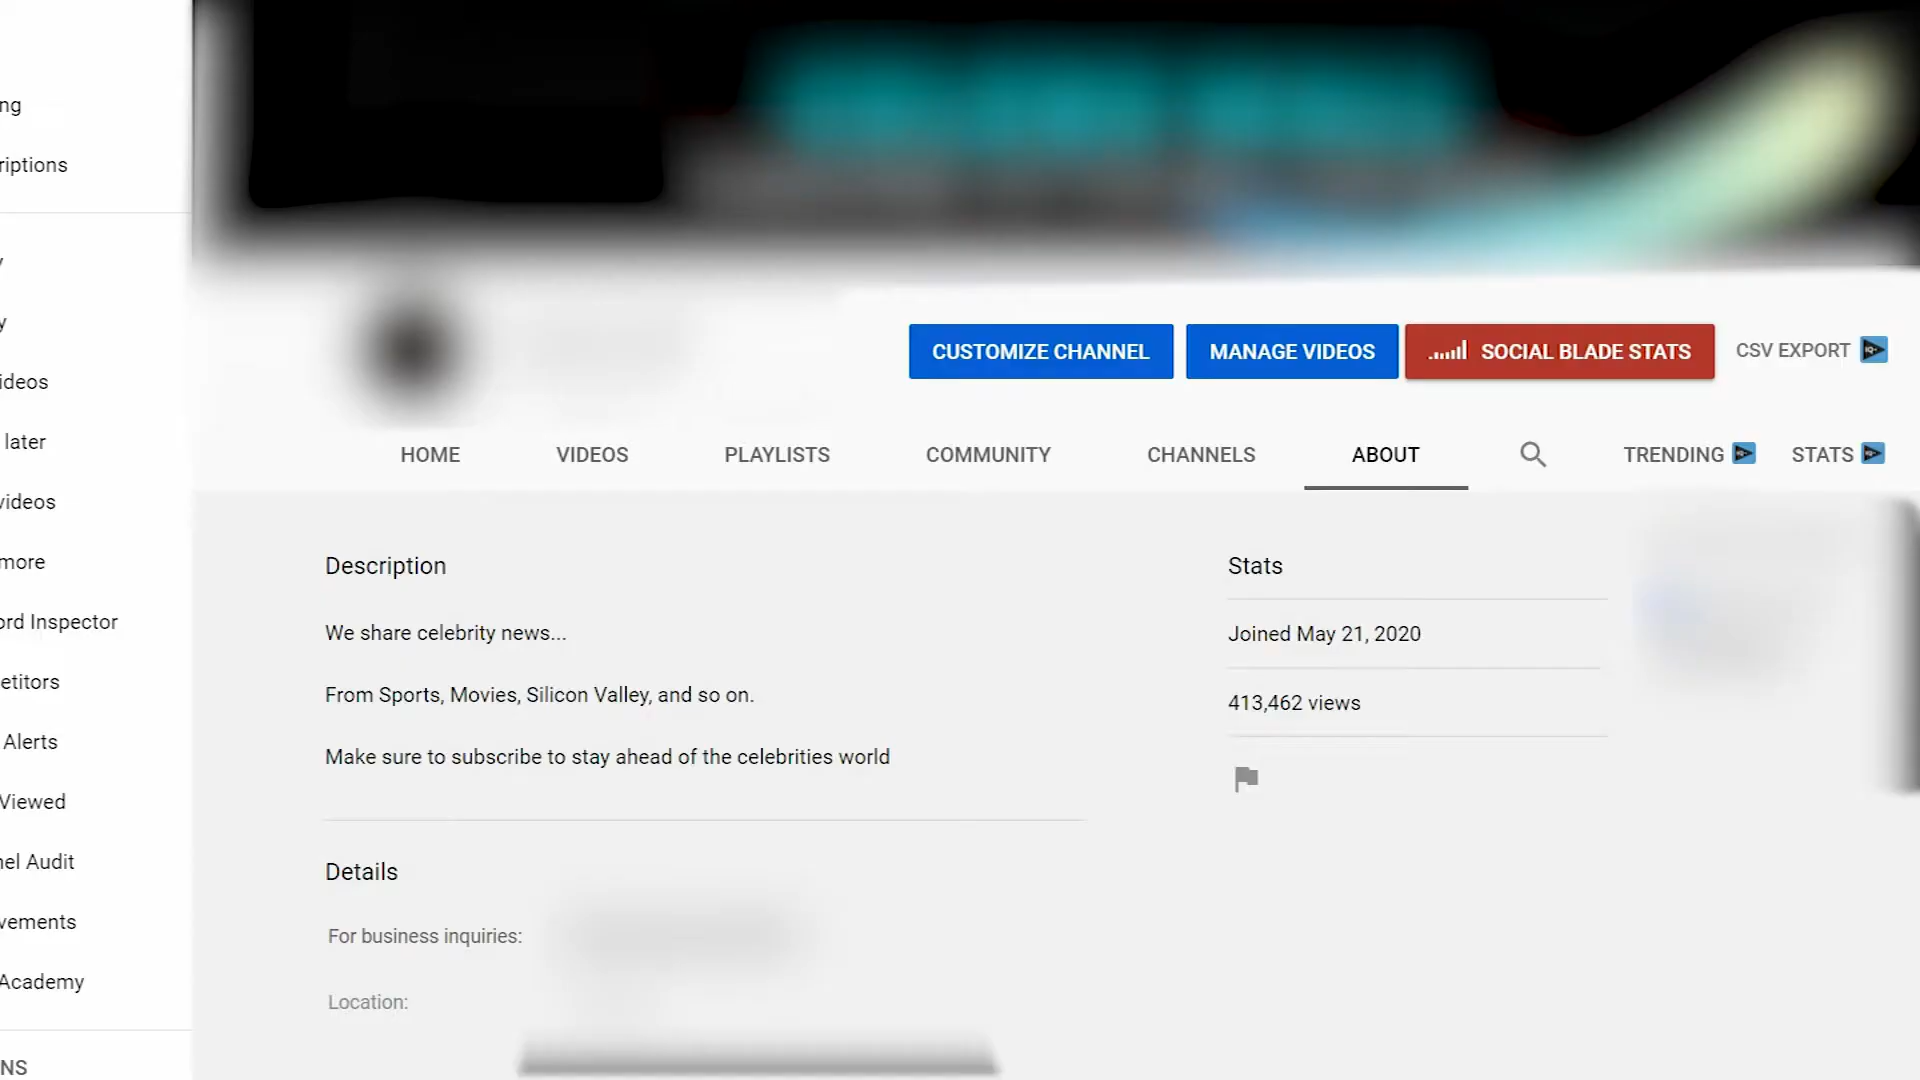 ng
riptions
y
y
ideos
later
videos
more
ord Inspector
etitors
Alerts
Viewed
nel Audit
vements
Academy
NS
CUSTOMIZE CHANNEL
MANAGE VIDEOS
SOCIAL BLADE STATS
CSV EXPORT
HOME
VIDEOS
PLAYLISTS
COMMUNITY
CHANNELS
ABOUT
TRENDING
STATS
Description
We share celebrity news...
From Sports, Movies, Silicon Valley, and so on.
Make sure to subscribe to stay ahead of the celebrities world
Details
For business inquiries:
Location:
Stats
Joined May 21, 2020
413,462 views